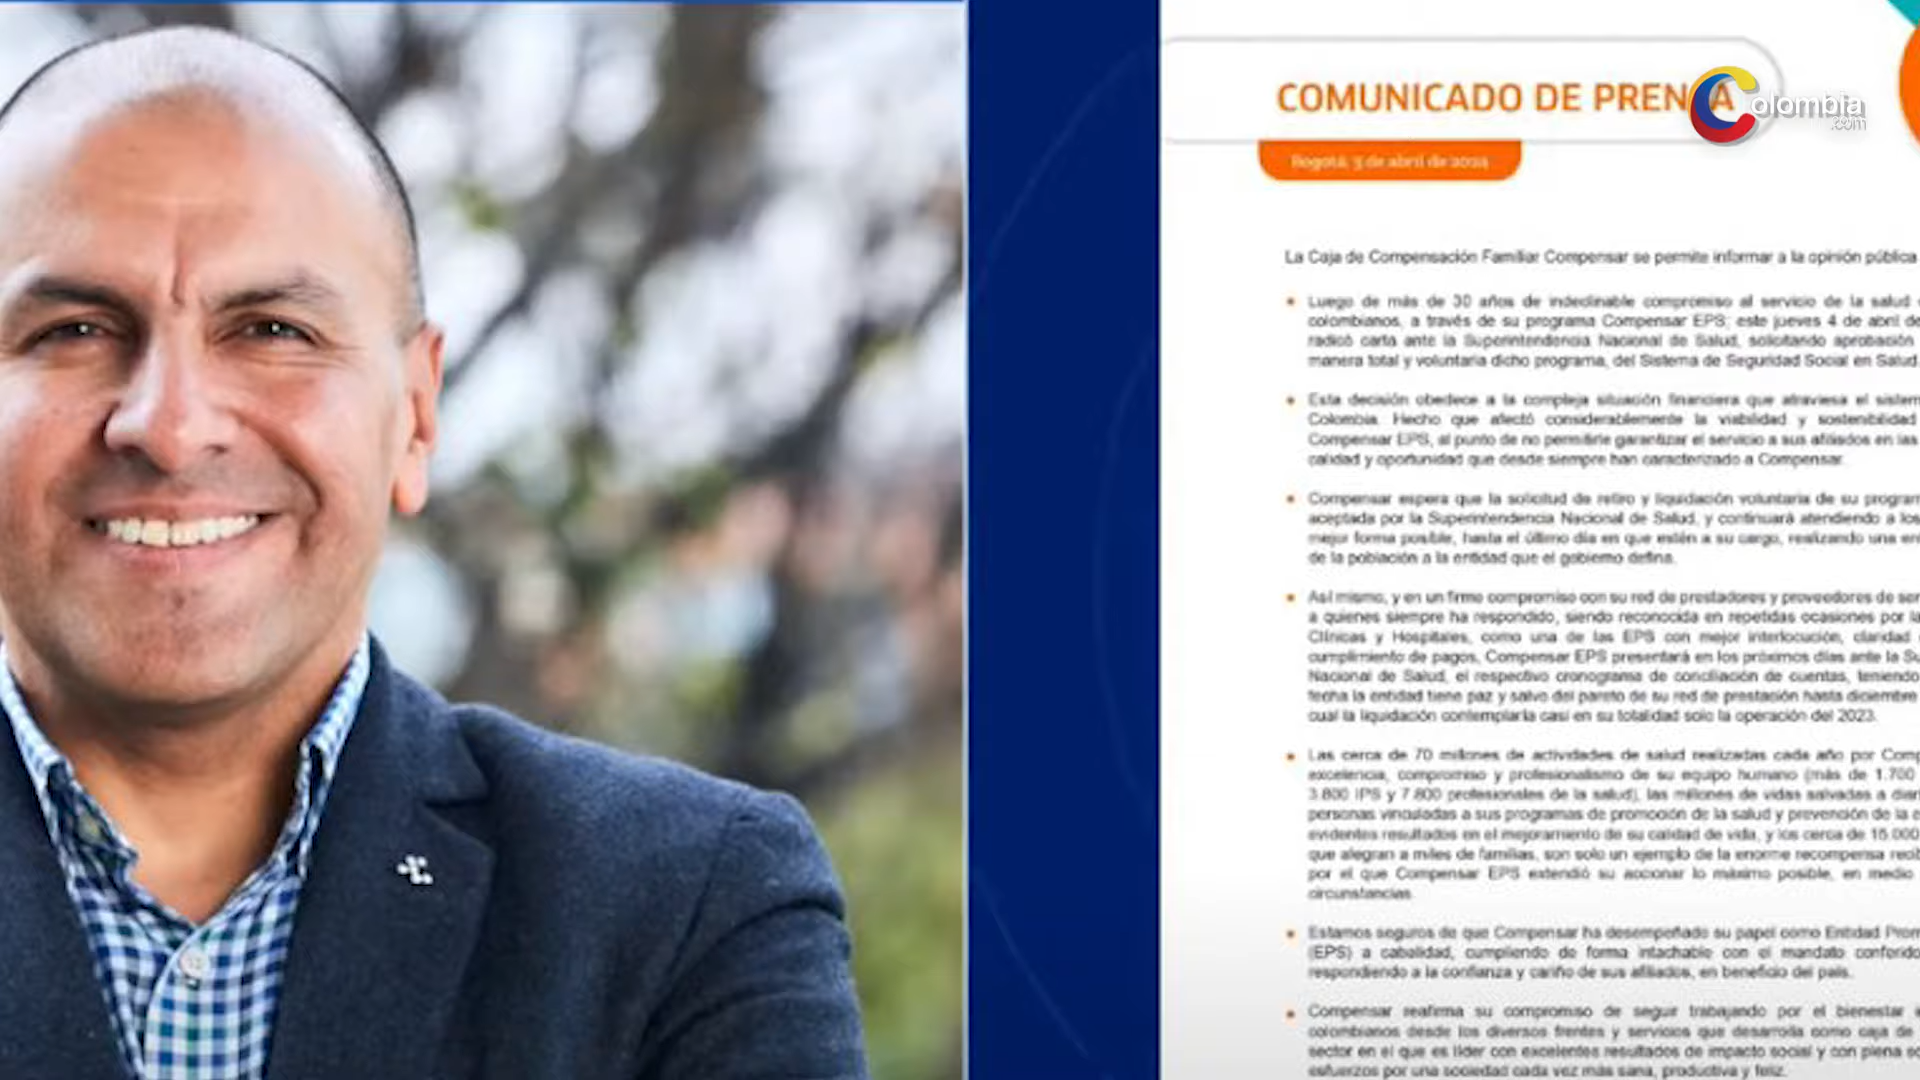 COMUNICADO DE PRENSA
Colombia
.com
Bogotá, 3 de abril de 2024
La Caja de Compensación Familiar Compensar se permite informar a la opinión pública
Luego de más de 30 años de indeclinable compromiso al servicio de la salud
colombianos, a través de su programa Compensar EPS; este jueves 4 de abril de
radicó carta ante la Superintendencia Nacional de Salud, solicitando aprobación
manera total y voluntaria dicho programa, del Sistema de Seguridad Social en Salud.
Esta decisión obedece a la compleja situación financiera que atraviesa el sistem
Colombia. Hecho que afectó considerablemente la viabilidad y sostenibilidad
Compensar EPS, al punto de no permitirle garantizar el servicio a sus afiliados en las
calidad y oportunidad que desde siempre han caracterizado a Compensar.
Compensar espera que la solicitud de retiro y liquidación voluntaria de su program
aceptada por la Superintendencia Nacional de Salud, y continuará atendiendo a los
mejor forma posible, hasta el último día en que estén a su cargo, realizando una en
de la población a la entidad que el gobierno defina.
Así mismo, y en un firme compromiso con su red de prestadores y proveedores de ser
a quienes siempre ha respondido, siendo reconocida en repetidas ocasiones por la
Clínicas y Hospitales, como una de las EPS con mejor interlocución, claridad
cumplimiento de pagos, Compensar EPS presentará en los próximos días ante la Su
Nacional de Salud, el respectivo cronograma de conciliación de cuentas, teniendo
fecha la entidad tiene paz y salvo del pareto de su red de prestación hasta diciembre
cual la liquidación contemplaría casi en su totalidad solo la operación del 2023.
Las cerca de 70 millones de actividades de salud realizadas cada año por Comp
excelencia, compromiso y profesionalismo de su equipo humano (más de 1.700
3.800 IPS y 7.800 profesionales de la salud), las millones de vidas salvadas a diar
personas vinculadas a sus programas de promoción de la salud y prevención de la e
evidentes resultados en el mejoramiento de su calidad de vida, y los cerca de 15.000
que alegran a miles de familias, son solo un ejemplo de la enorme recompensa recib
por el que Compensar EPS extendió su accionar lo máximo posible, en medio
circunstancias.
Estamos seguros de que Compensar ha desempeñado su papel como Entidad Prom
(EPS) a cabalidad, cumpliendo de forma intachable con el mandato conferido
respondiendo a la confianza y cariño de sus afiliados, en beneficio del país.
Compensar reafirma su compromiso de seguir trabajando por el bienestar
colombianos desde los diversos frentes y servicios que desarrolla como caja de
sector en el que es líder con excelentes resultados de impacto social y con plena
esfuerzos por una sociedad cada vez más sana, productiva y feliz.